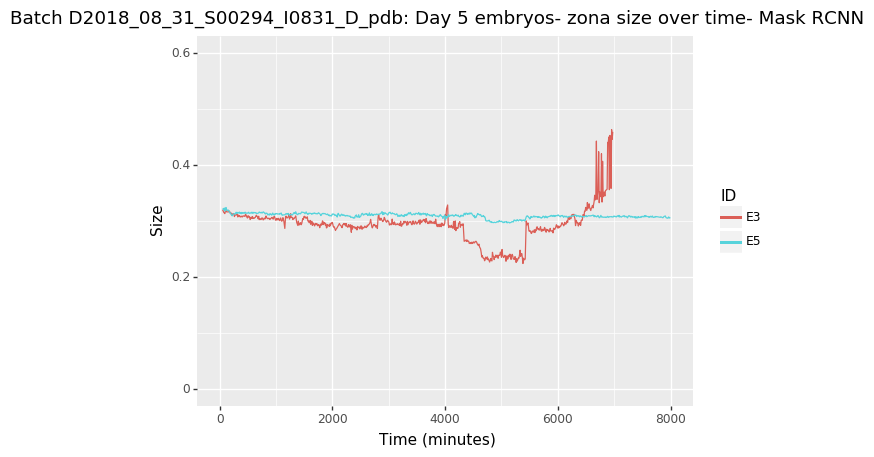 Batch D2018_08_31_S00294_I0831_D_pdb: Day 5 embryos- zona size over time- Mask RCNN
0.6
0.4
0.2
0
Size
0
2000
4000
6000
8000
Time (minutes)
ID
E3
E5